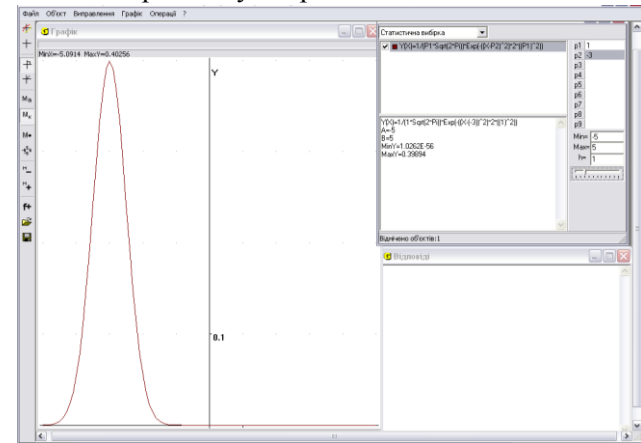 Файл Об'єкт Виправлення Графік Операції ?
Графік
MinX=-5.0914 MaxY=0.40256
Y
0.1
Статистична вибірка
Y(X)=1/(P1*Sqrt(2*Pi))*Exp(-((X-P2)^2)*2*((P1)^2))
p1 1
p2 -3
p3
p4
p5
p6
p7
p8
p9
Min= -5
Max= 5
h= 1
Y(X)=1/(1*Sqrt(2*Pi))*Exp(-((X-(-3))^2)*2*((1)^2))
A=-5
B=5
MinY=1.0262E-56
MaxY=0.39894
Відмічено об'єктів:1
Відповіді